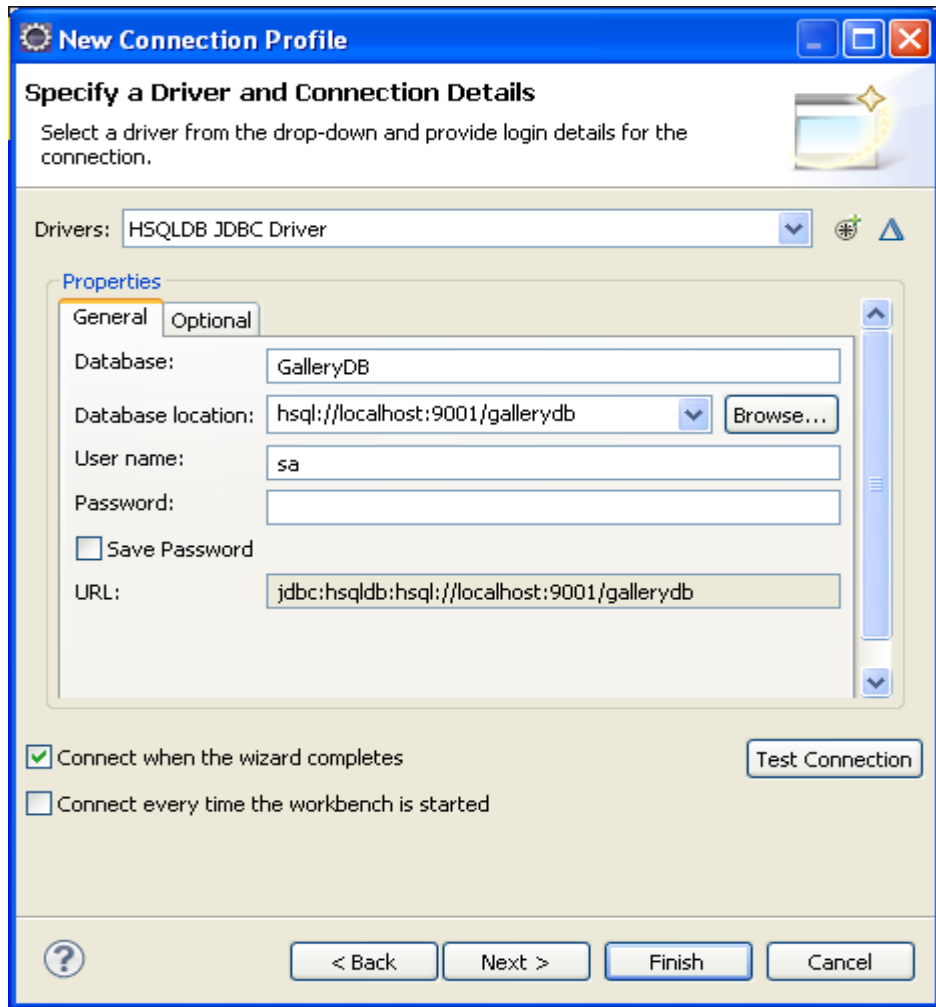 New Connection Profile
Specify a Driver and Connection Details
Select a driver from the drop-down and provide login details for the
connection.
Drivers: HSQLDB JDBC Driver
Properties
General Optional
Database: GalleryDB
Database location: hsql://localhost:9001/gallerydb Browse...
User name: sa
Password:
Save Password
URL: jdbc:hsqldb:hsql://localhost:9001/gallerydb
Connect when the wizard completes Test Connection
Connect every time the workbench is started
? < Back Next > Finish Cancel